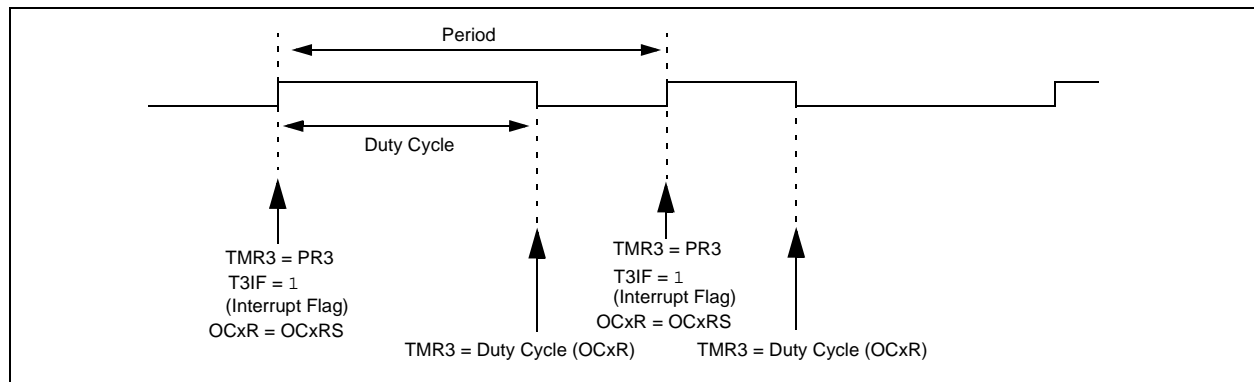 Period
Duty Cycle
TMR3 = PR3
T3IF = 1
(Interrupt Flag)
OCxR = OCxRS
TMR3 = Duty Cycle (OCxR)
TMR3 = PR3
T3IF = 1
(Interrupt Flag)
OCxR = OCxRS
TMR3 = Duty Cycle (OCxR)